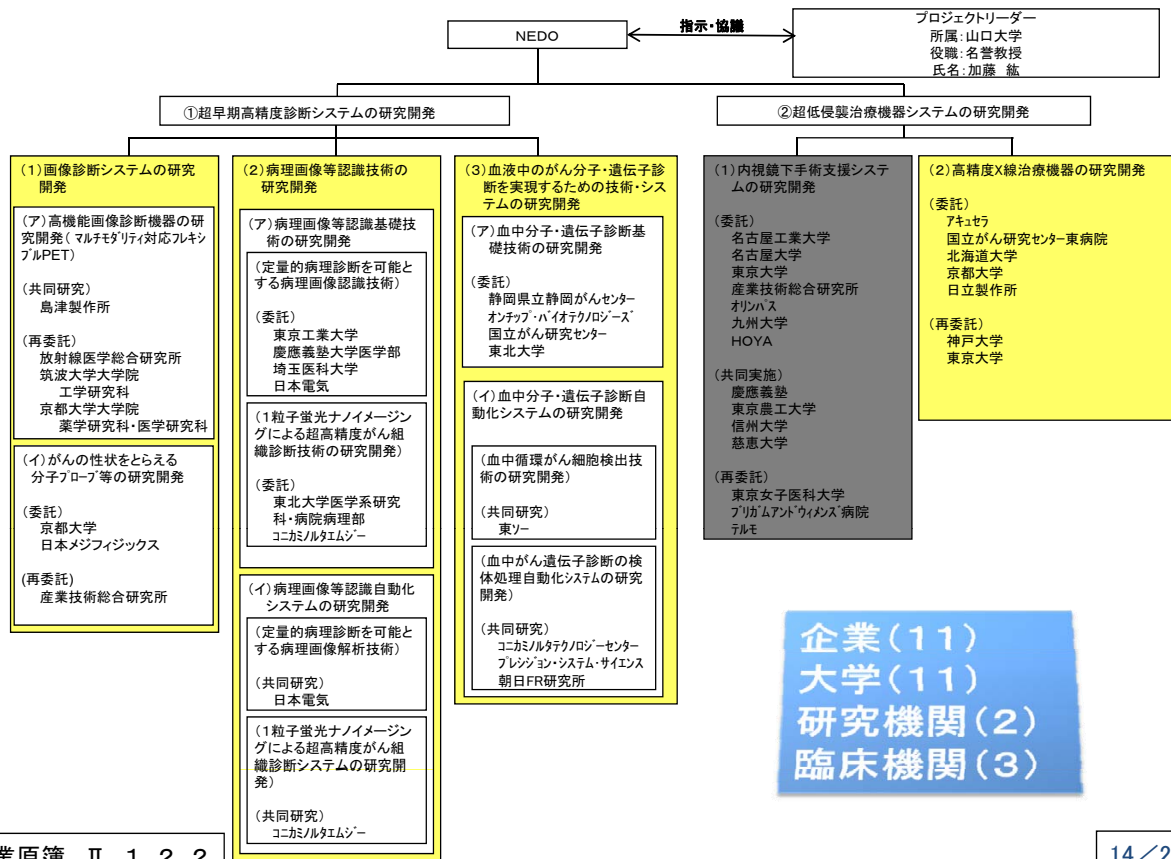 NEDO
指示・協議
プロジェクトリーダー
所属:山口大学
役職:名誉教授
氏名:加藤 紘
①超早期高精度診断システムの研究開発
②超低侵襲治療機器システムの研究開発
(1)画像診断システムの研究
開発
(ア)高機能画像診断機器の研
究開発( マルチモダリティ対応フレキシ
ブルPET)
(共同研究)
島津製作所
(再委託)
放射線医学総合研究所
筑波大学大学院
工学研究科
京都大学大学院
薬学研究科・医学研究科
(イ)がんの性状をとらえる
分子プローブ等の研究開発
(委託)
京都大学
日本メジフィジックス
(再委託)
産業技術総合研究所
(2)病理画像等認識技術の
研究開発
(ア)病理画像等認識基礎技
術の研究開発
(定量的病理診断を可能と
する病理画像認識技術)
(委託)
東京工業大学
慶應義塾大学医学部
埼玉医科大学
日本電気
(1粒子蛍光ナノイメージン
グによる超高精度がん組
織診断技術の研究開発)
(委託)
東北大学医学系研究
科・病院病理部
コニカミノルタエムジー
(イ)病理画像等認識自動化
システムの研究開発
(定量的病理診断を可能と
する病理画像解析技術)
(共同研究)
日本電気
(1粒子蛍光ナノイメージン
グによる超高精度がん組
織診断システムの研究開
発)
(共同研究)
コニカミノルタエムジー
(3)血液中のがん分子・遺伝子診
断を実現するための技術・シス
テムの研究開発
(ア)血中分子・遺伝子診断基
礎技術の研究開発
(委託)
静岡県立静岡がんセンター
オンチップ・バイオテクノロジーズ
国立がん研究センター
東北大学
(イ)血中分子・遺伝子診断自
動化システムの研究開発
(血中循環がん細胞検出技
術の研究開発)
(共同研究)
東ソー
(血中がん遺伝子診断の検
体処理自動化システムの研究
開発)
(共同研究)
コニカミノルタテクノロジーセンター
プレシジョン・システム・サイエンス
朝日FR研究所
(1)内視鏡下手術支援システ
ムの研究開発
(委託)
名古屋工業大学
名古屋大学
東京大学
産業技術総合研究所
オリンパス
九州大学
HOYA
(共同実施)
慶應義塾
東京農工大学
信州大学
慈恵大学
(再委託)
東京女子医科大学
ブリガムアンドウィメンズ病院
テルモ
(2)高精度X線治療機器の研究開発
(委託)
アキュセラ
国立がん研究センター東病院
北海道大学
京都大学
日立製作所
(再委託)
神戸大学
東京大学
企業(11)
大学(11)
研究機関(2)
臨床機関(3)
業原簿 Ⅱ 1 2 2
14/2